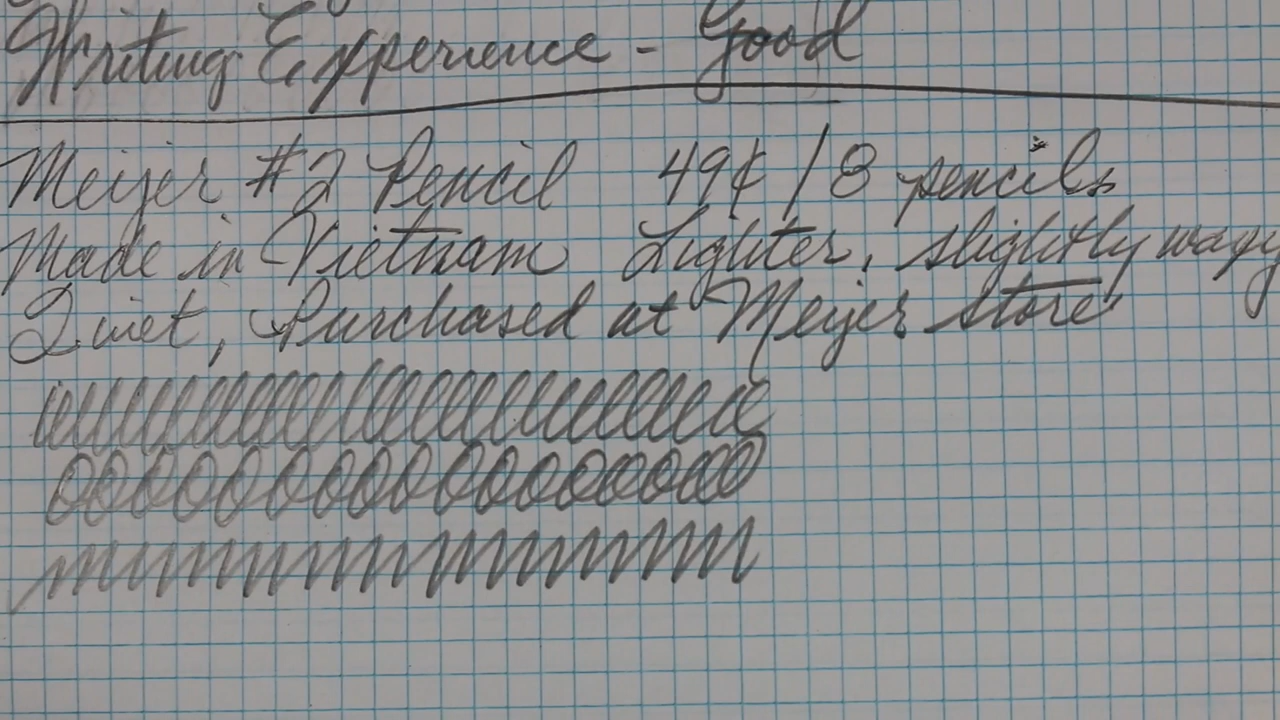 Writing Experience - Good
Meijer #2 Pencil 49¢ / 8 pencils
Made in Vietnam Lighter, slightly waxy
Quiet, Purchased at Meijer store